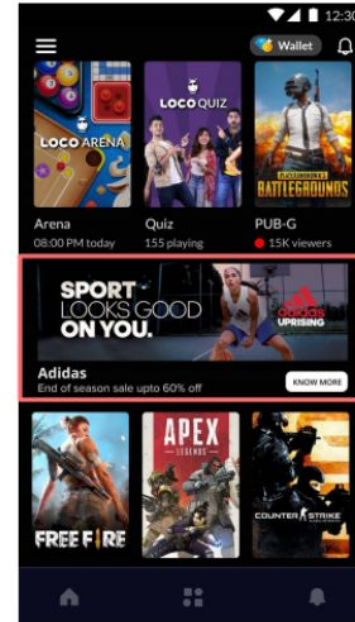 12:30
Wallet
LOCO ARENA
LOCO QUIZ
PLAYERUNKNOWN'S
BATTLEGROUNDS
Arena
Quiz
PUB-G
08:00 PM today
155 playing
15K viewers
SPORT
LOOKS GOOD
ON YOU.
adidas
UPRISING
Adidas
End of season sale upto 60% off
KNOW MORE
FREE FIRE
APEX
LEGENDS
COUNTER STRIKE